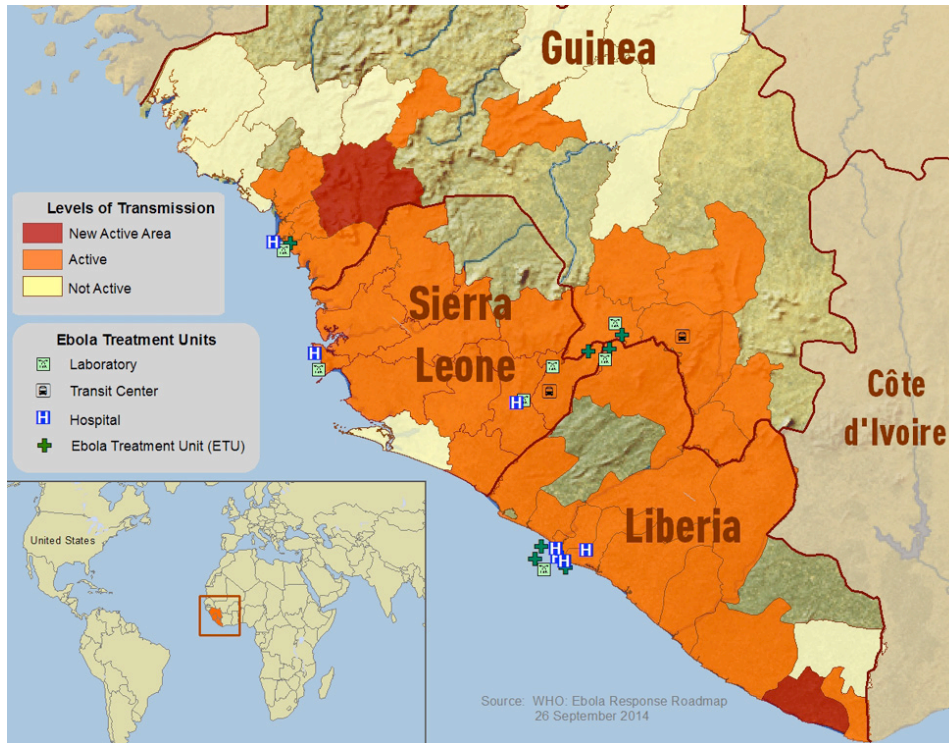 Guinea
Levels of Transmission
New Active Area
Active
Not Active
Sierra
Leone
Ebola Treatment Units
Laboratory
Transit Center
Hospital
Ebola Treatment Unit (ETU)
Côte
d'Ivoire
Liberia
United States
Source: WHO: Ebola Response Roadmap
26 September 2014
H
H
H
H
H
H
H